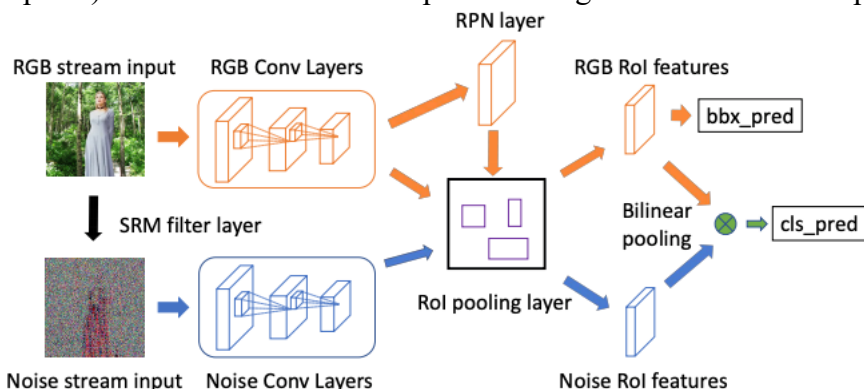 RPN layer
RGB stream input
RGB Conv Layers
RGB RoI features
bbx_pred
SRM filter layer
Bilinear
pooling
cls_pred
RoI pooling layer
Noise stream input
Noise Conv Layers
Noise RoI features